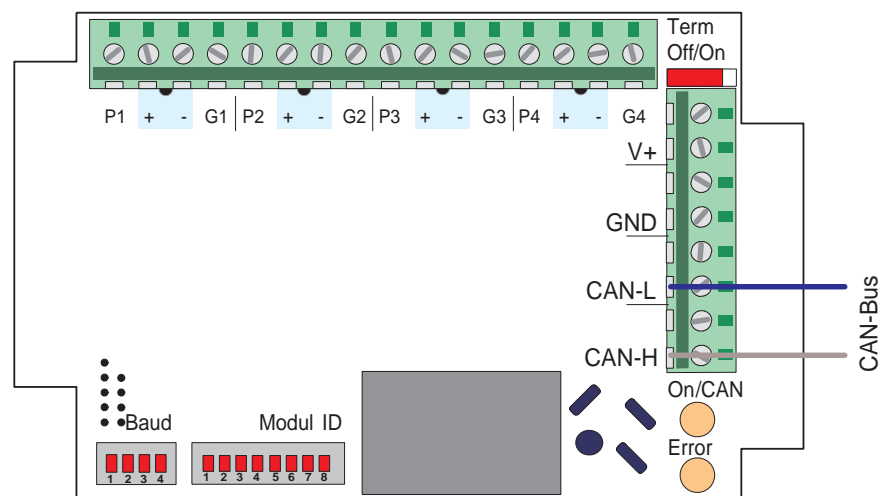 Term
Off/On
P1 + - G1 P2 + - G2 P3 + - G3 P4 + - G4
V+
GND
CAN-L
CAN-H
CAN-Bus
On/CAN
Error
Baud
Modul ID
1 2 3 4
1 2 3 4 5 6 7 8